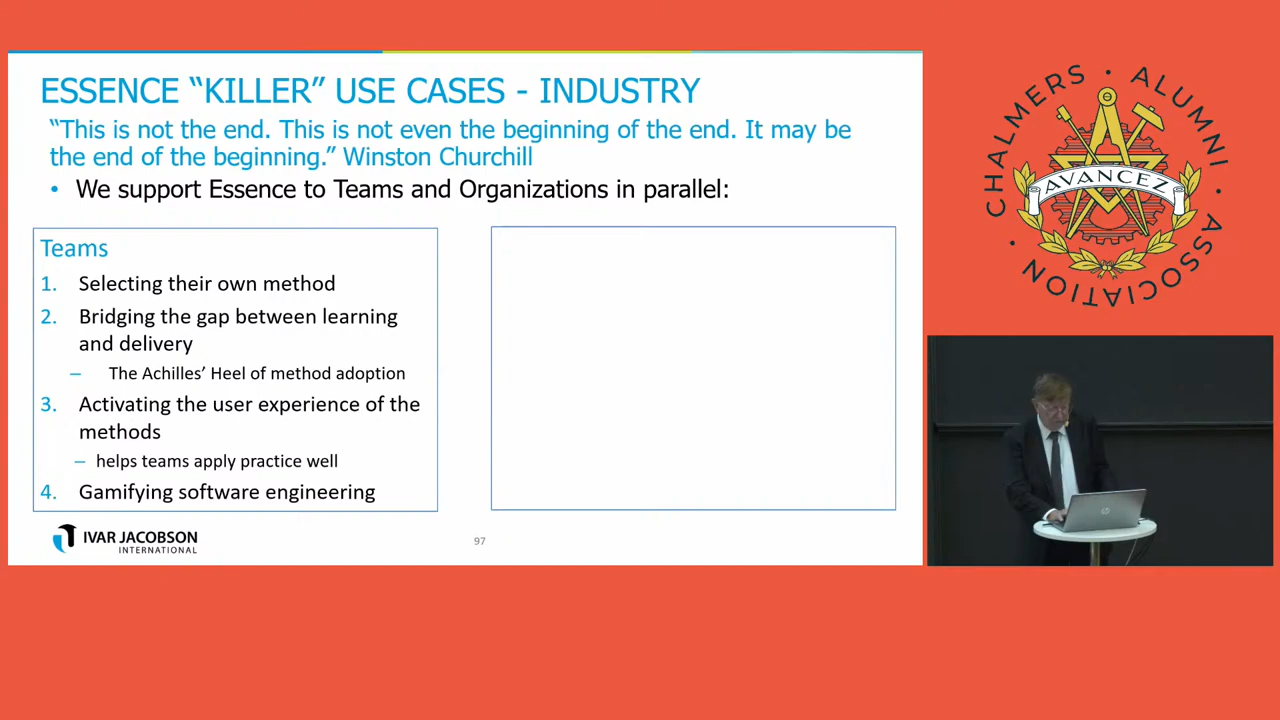 ESSENCE “KILLER” USE CASES - INDUSTRY
“This is not the end. This is not even the beginning of the end. It may be
the end of the beginning.” Winston Churchill
• We support Essence to Teams and Organizations in parallel:
Teams
1. Selecting their own method
2. Bridging the gap between learning
and delivery
– The Achilles’ Heel of method adoption
3. Activating the user experience of the
methods
– helps teams apply practice well
4. Gamifying software engineering
IVAR JACOBSON
INTERNATIONAL
97
CHALMERS • ALUMNI • ASSOCIATION •
AVANCEZ
hp